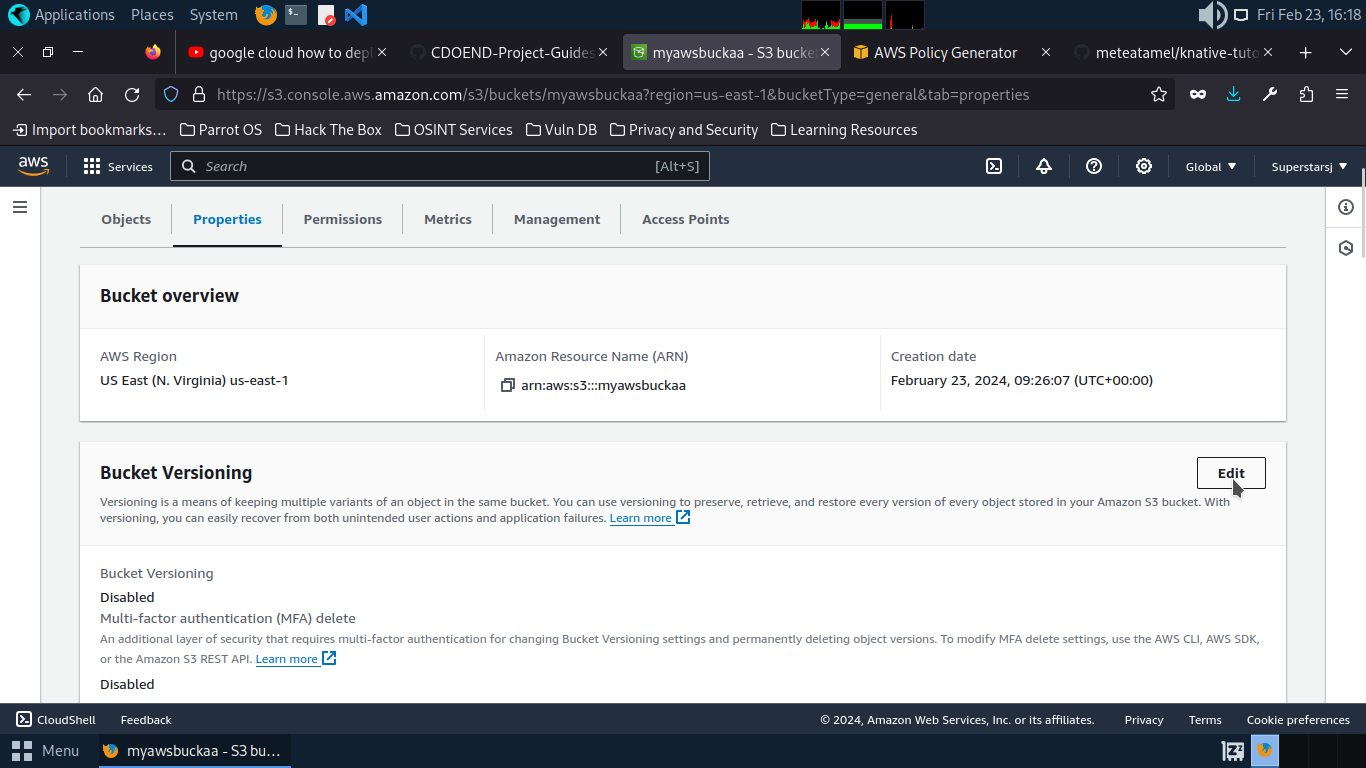 Applications Places System Fri Feb 23, 16:18
google cloud how to depl CDOEND-Project-Guides myawsbuckaa - S3 bucke AWS Policy Generator meteatamel/knative-tuto
https://s3.console.aws.amazon.com/s3/buckets/myawsbuckaa?region=us-east-1&bucketType=general&tab=properties
Import bookmarks... Parrot OS Hack The Box OSINT Services Vuln DB Privacy and Security Learning Resources
aws Services Search [Alt+S] Global Superstarsj
Objects Properties Permissions Metrics Management Access Points
Bucket overview
AWS Region Amazon Resource Name (ARN) Creation date
US East (N. Virginia) us-east-1 arn:aws:s3:::myawsbuckaa February 23, 2024, 09:26:07 (UTC+00:00)
Bucket Versioning Edit
Versioning is a means of keeping multiple variants of an object in the same bucket. You can use versioning to preserve, retrieve, and restore every version of every object stored in your Amazon S3 bucket. With
versioning, you can easily recover from both unintended user actions and application failures. Learn more
Bucket Versioning
Disabled
Multi-factor authentication (MFA) delete
An additional layer of security that requires multi-factor authentication for changing Bucket Versioning settings and permanently deleting object versions. To modify MFA delete settings, use the AWS CLI, AWS SDK,
or the Amazon S3 REST API. Learn more
Disabled
CloudShell Feedback © 2024, Amazon Web Services, Inc. or its affiliates. Privacy Terms Cookie preferences
Menu myawsbuckaa - S3 bu...